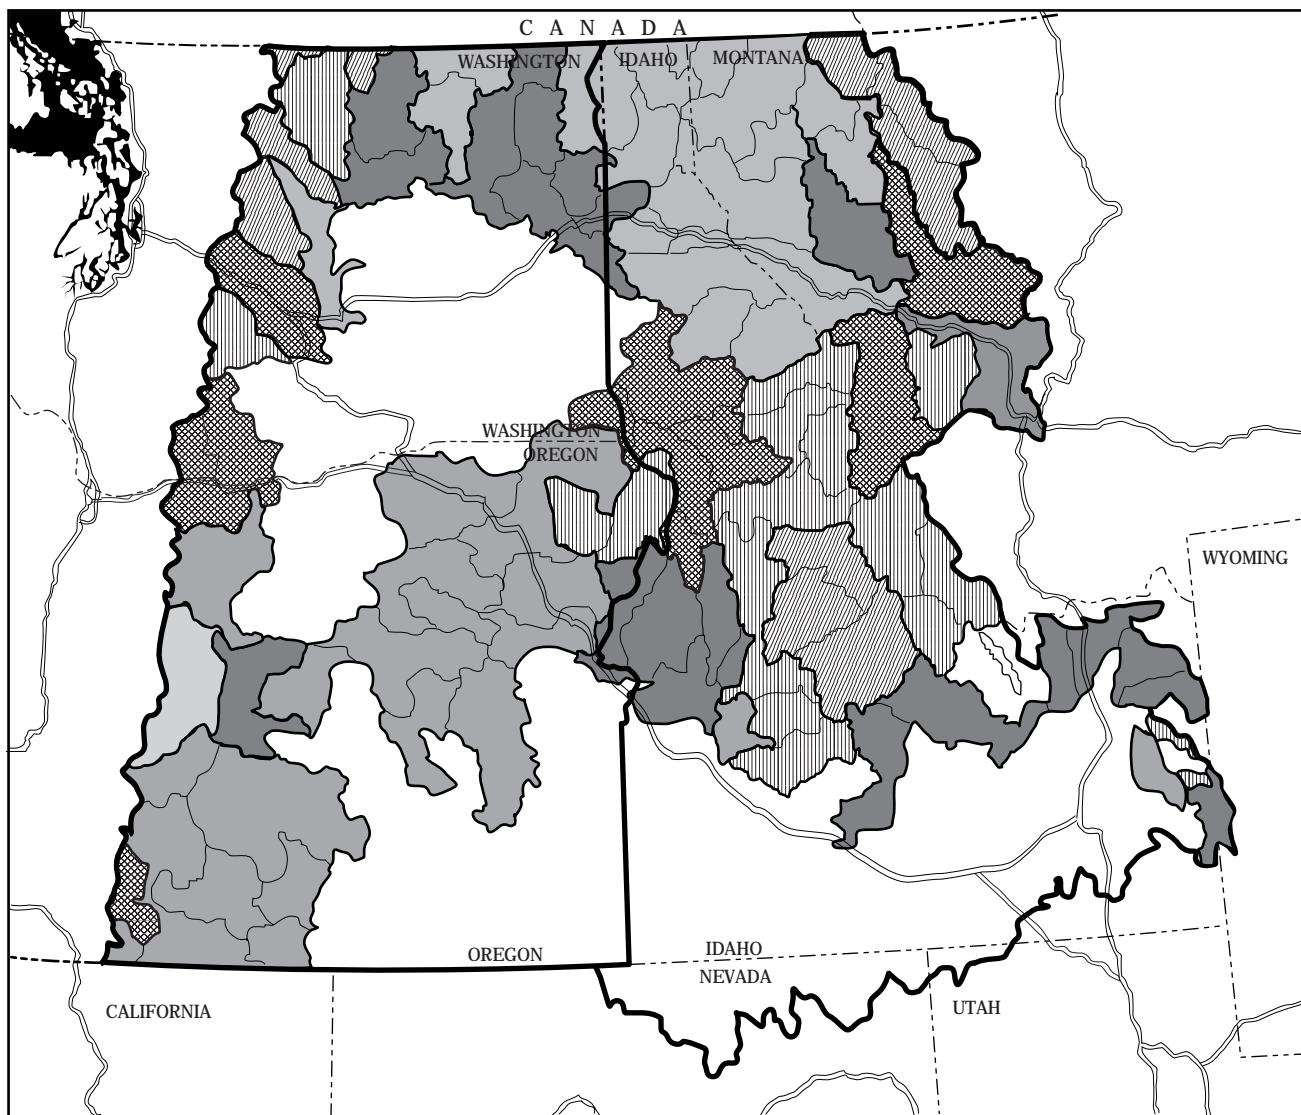 C A N A D A
WASHINGTON
IDAHO
MONTANA
WASHINGTON
OREGON
WYOMING
OREGON
IDAHO
NEVADA
CALIFORNIA
UTAH